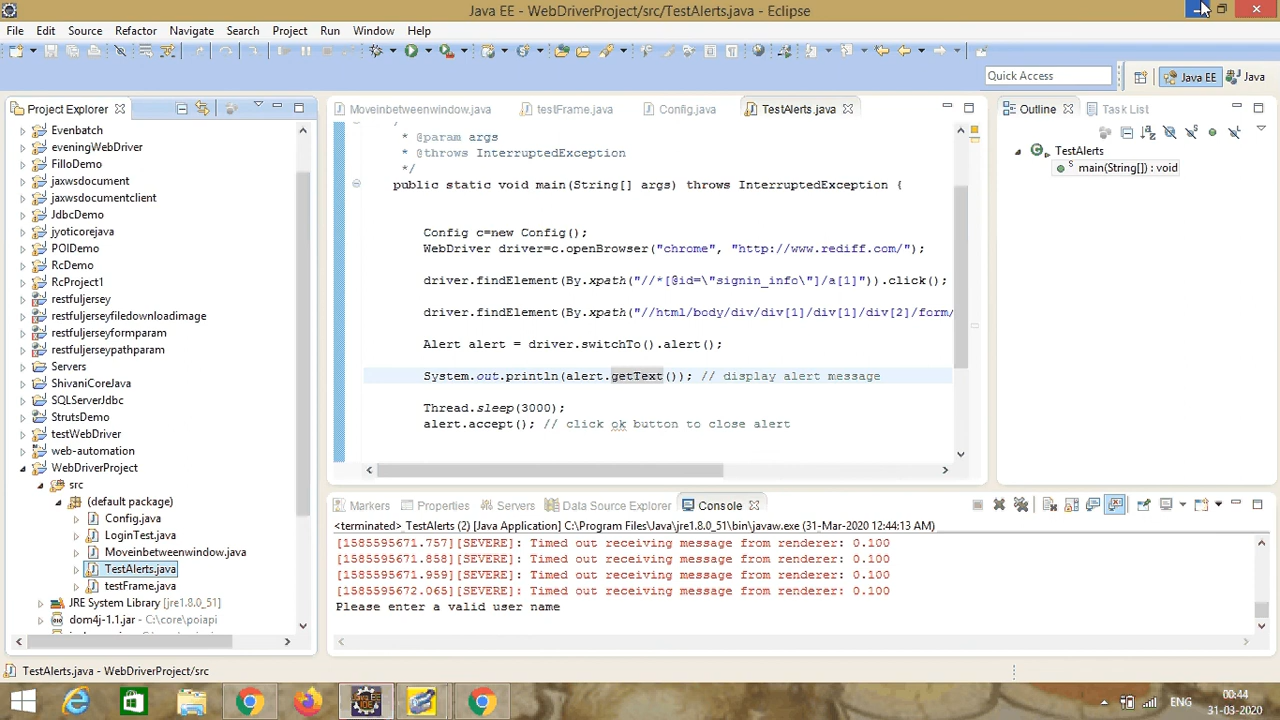 Java EE - WebDriverProject/src/TestAlerts.java - Eclipse
File Edit Source Refactor Navigate Search Project Run Window Help
Quick Access
Java EE
Java
Project Explorer
Evenbatch
eveningWebDriver
FilloDemo
jaxwsdocument
jaxwsdocumentclient
JdbcDemo
jyoticorejava
POIDemo
RcDemo
RcProject1
restfuljersey
restfuljerseyfiledownloadimage
restfuljerseyformparam
restfuljerseypathparam
Servers
ShivaniCoreJava
SQLServerJdbc
StrutsDemo
testWebDriver
web-automation
WebDriverProject
src
(default package)
Config.java
LoginTest.java
Moveinbetweenwindow.java
TestAlerts.java
testFrame.java
JRE System Library [jre1.8.0_51]
dom4j-1.1.jar - C:\core\poiapi
Moveinbetweenwindow.java testFrame.java Config.java TestAlerts.java
* @param args
* @throws InterruptedException
*/
public static void main(String[] args) throws InterruptedException {
Config c=new Config();
WebDriver driver=c.openBrowser("chrome", "http://www.rediff.com/");
driver.findElement(By.xpath("//*[@id=\"signin_info\"]/a[1]")).click();
driver.findElement(By.xpath("//html/body/div/div[1]/div[1]/div[2]/form/
Alert alert = driver.switchTo().alert();
System.out.println(alert.getText()); // display alert message
Thread.sleep(3000);
alert.accept(); // click ok button to close alert
Outline Task List
TestAlerts
S main(String[]) : void
Markers Properties Servers Data Source Explorer Console
<terminated> TestAlerts (2) [Java Application] C:\Program Files\Java\jre1.8.0_51\bin\javaw.exe (31-Mar-2020 12:44:13 AM)
[1585595671.757][SEVERE]: Timed out receiving message from renderer: 0.100
[1585595671.858][SEVERE]: Timed out receiving message from renderer: 0.100
[1585595671.959][SEVERE]: Timed out receiving message from renderer: 0.100
[1585595672.065][SEVERE]: Timed out receiving message from renderer: 0.100
Please enter a valid user name
TestAlerts.java - WebDriverProject/src
ENG
00:44
31-03-2020